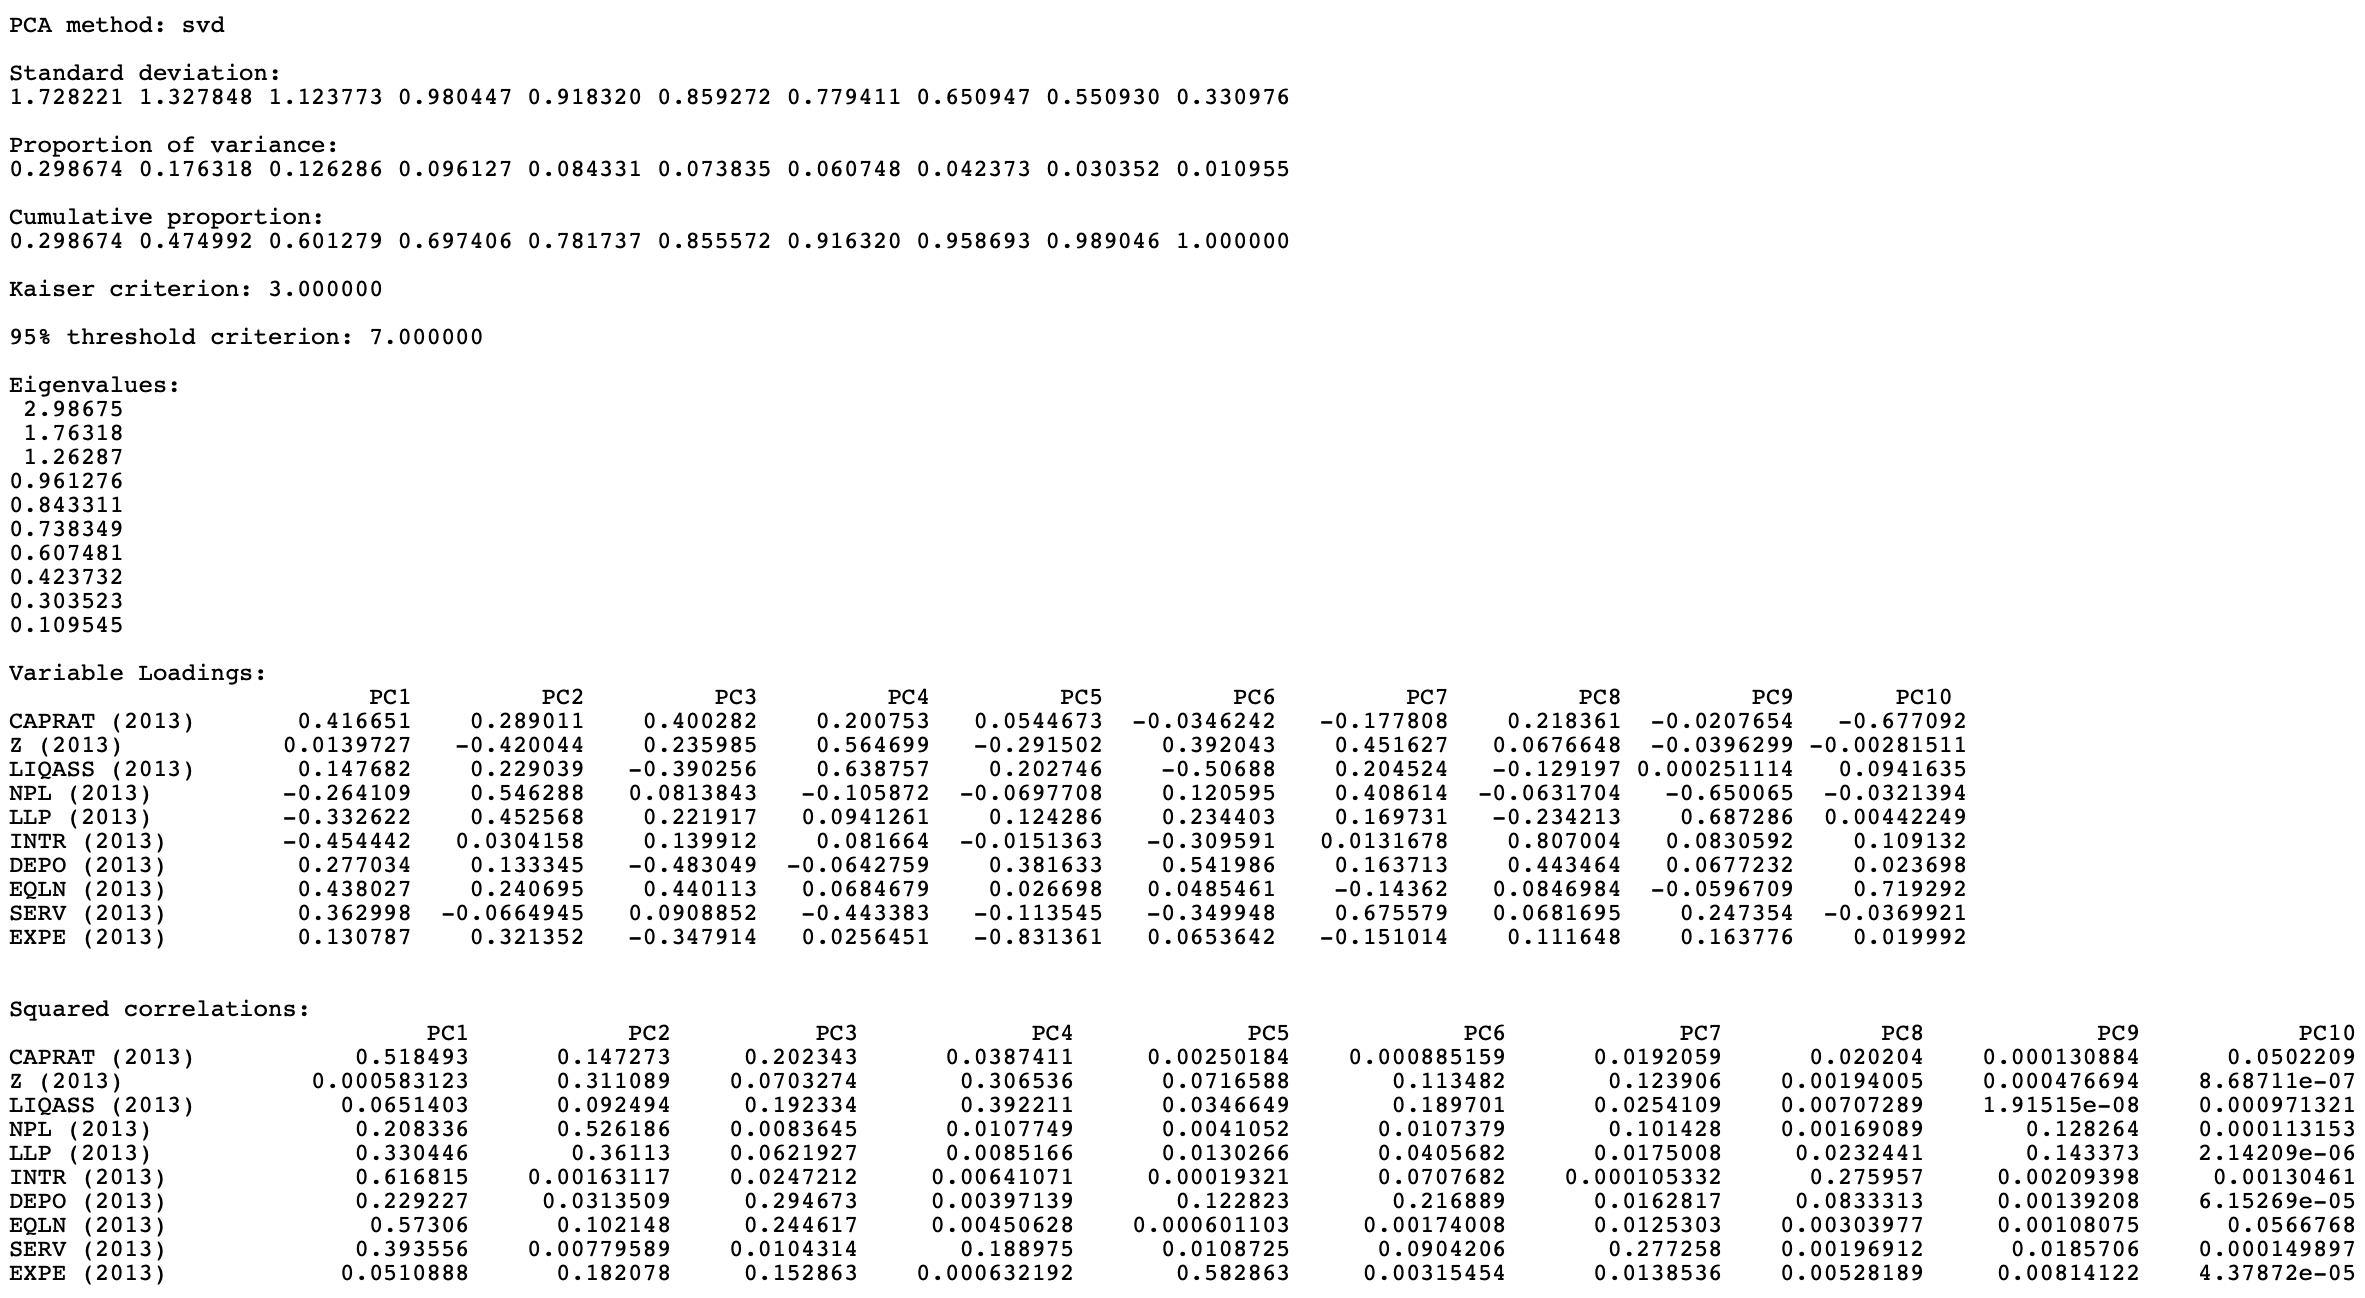 PCA method: svd
Standard deviation:
1.728221 1.327848 1.123773 0.980447 0.918320 0.859272 0.779411 0.650947 0.550930 0.330976
Proportion of variance:
0.298674 0.176318 0.126286 0.096127 0.084331 0.073835 0.060748 0.042373 0.030352 0.010955
Cumulative proportion:
0.298674 0.474992 0.601279 0.697406 0.781737 0.855572 0.916320 0.958693 0.989046 1.000000
Kaiser criterion: 3.000000
95% threshold criterion: 7.000000
Eigenvalues:
2.98675
1.76318
1.26287
0.961276
0.843311
0.738349
0.607481
0.423732
0.303523
0.109545
Variable Loadings:
PC1 PC2 PC3 PC4 PC5 PC6 PC7 PC8 PC9 PC10
CAPRAT (2013) 0.416651 0.289011 0.400282 0.200753 0.0544673 -0.0346242 -0.177808 0.218361 -0.0207654 -0.677092
Z (2013) 0.0139727 -0.420044 0.235985 0.564699 -0.291502 0.392043 0.451627 0.0676648 -0.0396299 -0.00281511
LIQASS (2013) 0.147682 0.229039 -0.390256 0.638757 0.202746 -0.50688 0.204524 -0.129197 0.000251114 0.0941635
NPL (2013) -0.264109 0.546288 0.0813843 -0.105872 -0.0697708 0.120595 0.408614 -0.0631704 -0.650065 -0.0321394
LLP (2013) -0.332622 0.452568 0.221917 0.0941261 0.124286 0.234403 0.169731 -0.234213 0.687286 0.00442249
INTR (2013) -0.454442 0.0304158 0.139912 0.081664 -0.0151363 -0.309591 0.0131678 0.807004 0.0830592 0.109132
DEPO (2013) 0.277034 0.133345 -0.483049 -0.0642759 0.381633 0.541986 0.163713 0.443464 0.0677232 0.023698
EQLN (2013) 0.438027 0.240695 0.440113 0.0684679 0.026698 0.0485461 -0.14362 0.0846984 -0.0596709 0.719292
SERV (2013) 0.362998 -0.0664945 0.0908852 -0.443383 -0.113545 -0.349948 0.675579 0.0681695 0.247354 -0.0369921
EXPE (2013) 0.130787 0.321352 -0.347914 0.0256451 -0.831361 0.0653642 -0.151014 0.111648 0.163776 0.019992
Squared correlations:
PC1 PC2 PC3 PC4 PC5 PC6 PC7 PC8 PC9 PC10
CAPRAT (2013) 0.518493 0.147273 0.202343 0.0387411 0.00250184 0.000885159 0.0192059 0.020204 0.000130884 0.0502209
Z (2013) 0.000583123 0.311089 0.0703274 0.306536 0.0716588 0.113482 0.123906 0.00194005 0.000476694 8.68711e-07
LIQASS (2013) 0.0651403 0.092494 0.192334 0.392211 0.0346649 0.189701 0.0254109 0.00707289 1.91515e-08 0.000971321
NPL (2013) 0.208336 0.526186 0.0083645 0.0107749 0.0041052 0.0107379 0.101428 0.00169089 0.128264 0.000113153
LLP (2013) 0.330446 0.36113 0.0621927 0.0085166 0.0130266 0.0405682 0.0175008 0.0232441 0.143373 2.14209e-06
INTR (2013) 0.616815 0.00163117 0.0247212 0.00641071 0.00019321 0.0707682 0.000105332 0.275957 0.00209398 0.00130461
DEPO (2013) 0.229227 0.0313509 0.294673 0.00397139 0.122823 0.216889 0.0162817 0.0833313 0.00139208 6.15269e-05
EQLN (2013) 0.57306 0.102148 0.244617 0.00450628 0.000601103 0.00174008 0.0125303 0.00303977 0.00108075 0.0566768
SERV (2013) 0.393556 0.00779589 0.0104314 0.188975 0.0108725 0.0904206 0.277258 0.00196912 0.0185706 0.000149897
EXPE (2013) 0.0510888 0.182078 0.152863 0.000632192 0.582863 0.00315454 0.0138536 0.00528189 0.00814122 4.37872e-05